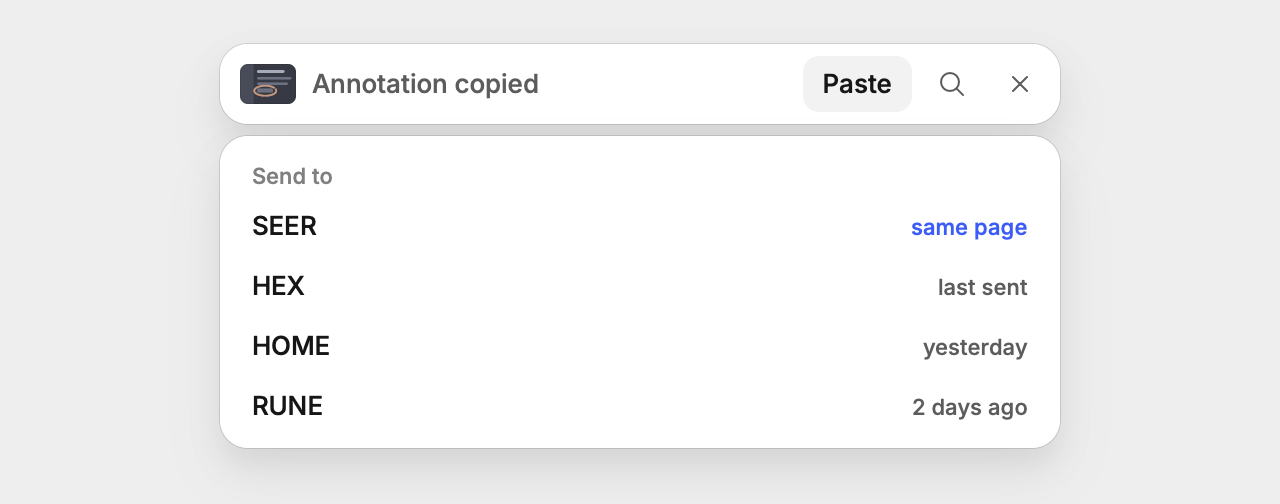 Annotation copied Paste
Send to
SEER same page
HEX last sent
HOME yesterday
RUNE 2 days ago